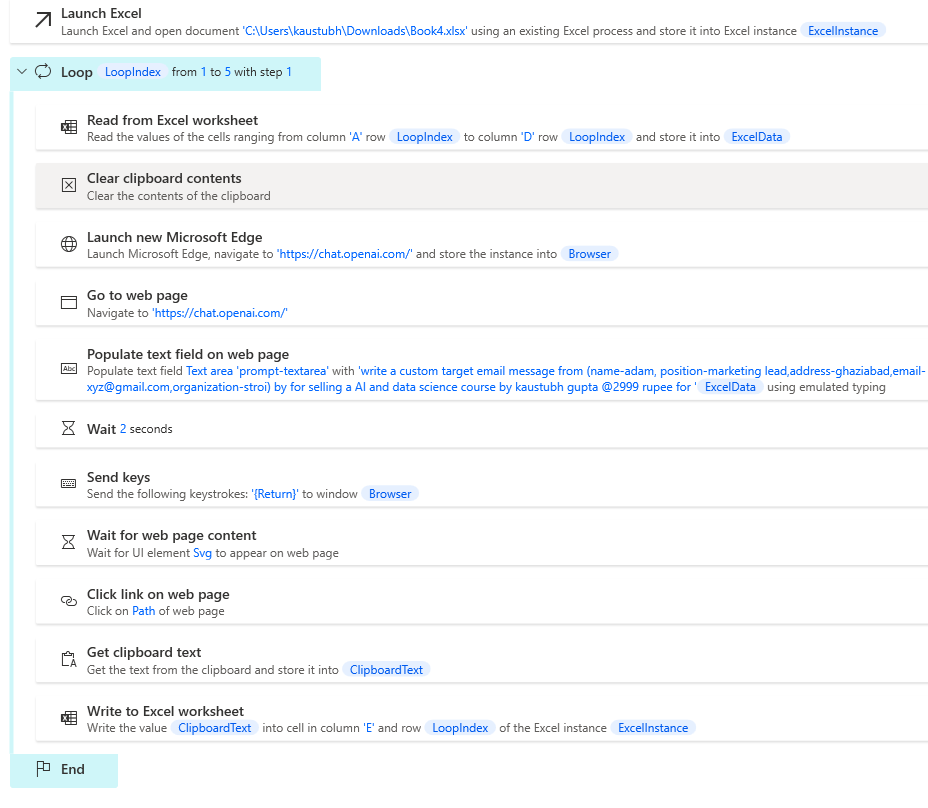 Launch Excel
Launch Excel and open document 'C:\Users\kaustubh\Downloads\Book4.xlsx' using an existing Excel process and store it into Excel instance ExcelInstance
Loop LoopIndex from 1 to 5 with step 1
Read from Excel worksheet
Read the values of the cells ranging from column 'A' row LoopIndex to column 'D' row LoopIndex and store it into ExcelData
Clear clipboard contents
Clear the contents of the clipboard
Launch new Microsoft Edge
Launch Microsoft Edge, navigate to 'https://chat.openai.com/' and store the instance into Browser
Go to web page
Navigate to 'https://chat.openai.com/'
Abc
Populate text field on web page
Populate text field Text area 'prompt-textarea' with 'write a custom target email message from (name-adam, position-marketing lead,address-ghaziabad,email-
xyz@gmail.com,organization-stroi) by for selling a AI and data science course by kaustubh gupta @2999 rupee for ' ExcelData using emulated typing
Wait 2 seconds
Send keys
Send the following keystrokes: '{Return}' to window Browser
Wait for web page content
Wait for UI element Svg to appear on web page
Click link on web page
Click on Path of web page
Get clipboard text
Get the text from the clipboard and store it into ClipboardText
Write to Excel worksheet
Write the value ClipboardText into cell in column 'E' and row LoopIndex of the Excel instance ExcelInstance
End